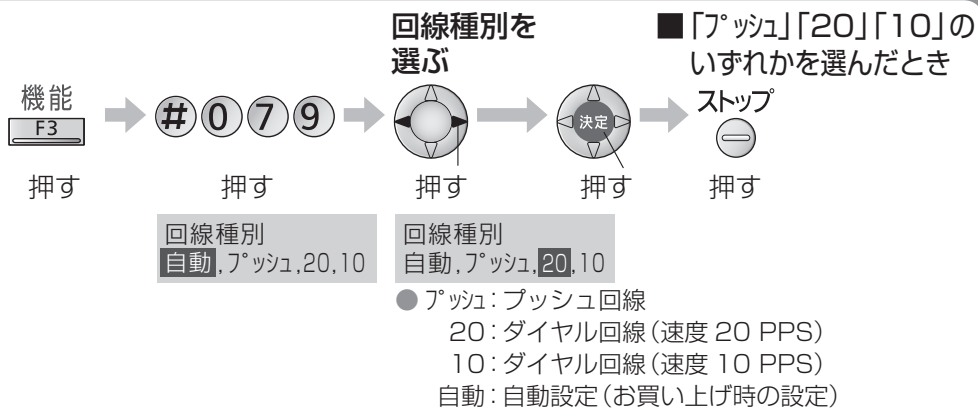 回線種別を
選ぶ
■「プッシュ」「20」「10」の
いずれかを選んだとき
機能
F3
#079
決定
ストップ
押す
押す
押す
押す
押す
回線種別
自動,プッシュ,20,10
回線種別
自動,プッシュ,20,10
●プッシュ：プッシュ回線
20：ダイヤル回線（速度 20 PPS）
10：ダイヤル回線（速度 10 PPS）
自動：自動設定（お買い上げ時の設定）